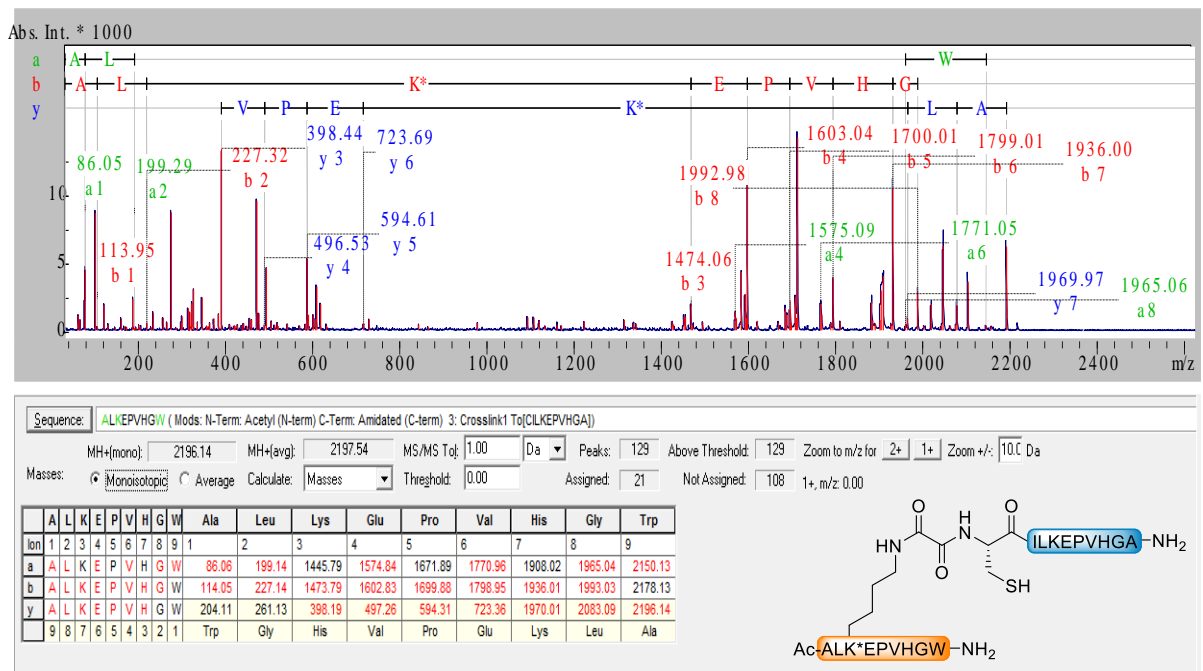 Abs. Int. * 1000
a A L W
b A L K* E P V H G
y V P E K* L A
398.44 723.69 1603.04 1700.01 1799.01 1936.00
y 3 y 6 b 4 b 5 b 6 b 7
86.05 199.29 227.32 1992.98
a1 a2 b 2 b 8
10
594.61 1575.09 1771.05
y 5 a4 a6
113.95 496.53 1474.06 1969.97 1965.06
b 1 y 4 b 3 y 7 a8
5
0
200 400 600 800 1000 1200 1400 1600 1800 2000 2200 2400 m/z
Sequence: ALKEPVHGW ( Mods: N-Term: Acetyl (N-term) C-Term: Amidated (C-term) 3: Crosslink1 To[CILKEPVHGA])
MH+(mono): 2196.14 MH+(avg): 2197.54 MS/MS Tol: 1.00 Da Peaks: 129 Above Threshold: 129 Zoom to m/z for 2+ 1+ Zoom +/-: Da
Masses: Monoisotopic Average Calculate: Masses Threshold: 0.00 Assigned: 21 Not Assigned: 108 1+, m/z: 0.00
A L K E P V H G W Ala Leu Lys Glu Pro Val His Gly Trp
Ion 1 2 3 4 5 6 7 8 9 1 2 3 4 5 6 7 8 9
a A L K E P V H G W 86.06 199.14 1445.79 1574.84 1671.89 1770.96 1908.02 1965.04 2150.13
b A L K E P V H G W 114.05 227.14 1473.79 1602.83 1699.88 1798.95 1936.01 1993.03 2178.13
y A L K E P V H G W 204.11 261.13 398.19 497.26 594.31 723.36 1970.01 2083.09 2196.14
9 8 7 6 5 4 3 2 1 Trp Gly His Val Pro Glu Lys Leu Ala
O H N O
HN ILKEPVHGA NH2
O SH
Ac-ALK*EPVHGW-NH2